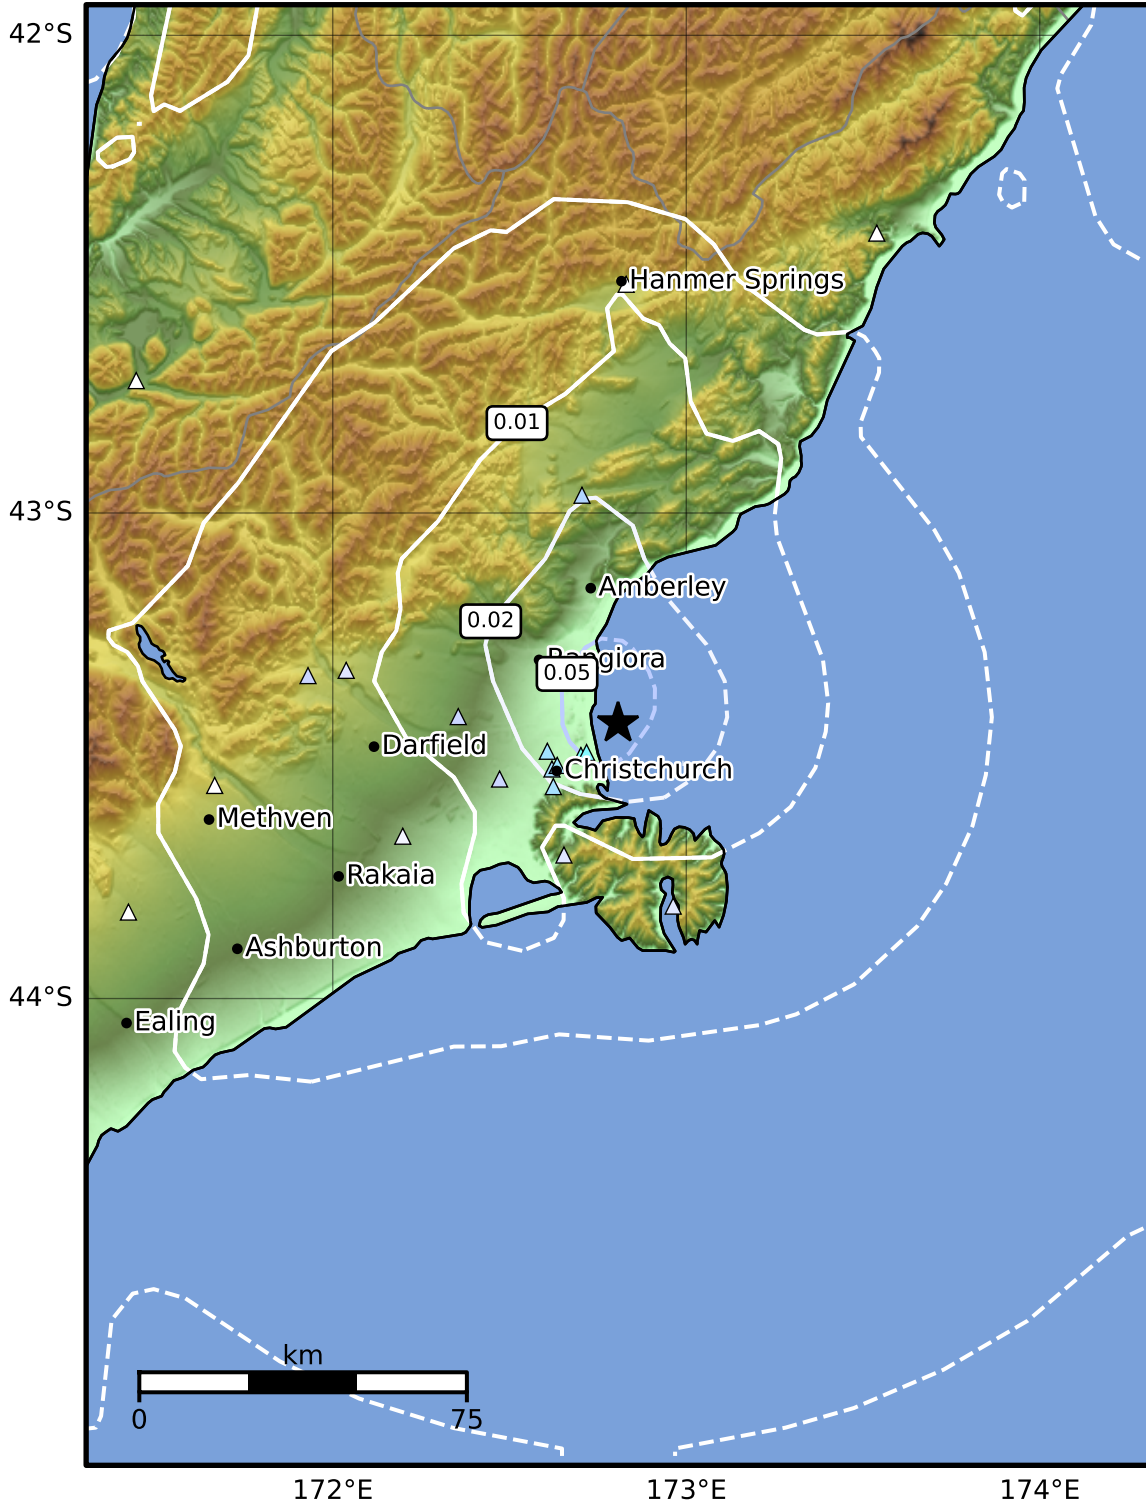 42°S
Hanmer Springs
0.01
43°S
Amberley
0.02
Rangiora
0.05
Darfield
Christchurch
Methven
Rakaia
Ashburton
44°S
Ealing
km
0 75
172°E 173°E 174°E